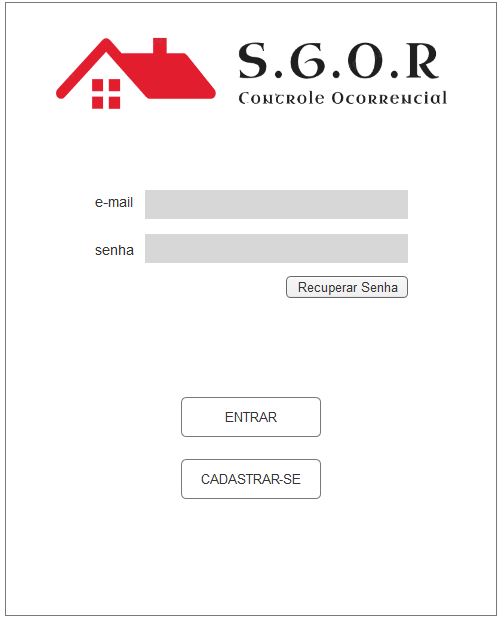 S.G.O.R
Controle Ocorrencial
e-mail
senha
Recuperar Senha
ENTRAR
CADASTRAR-SE